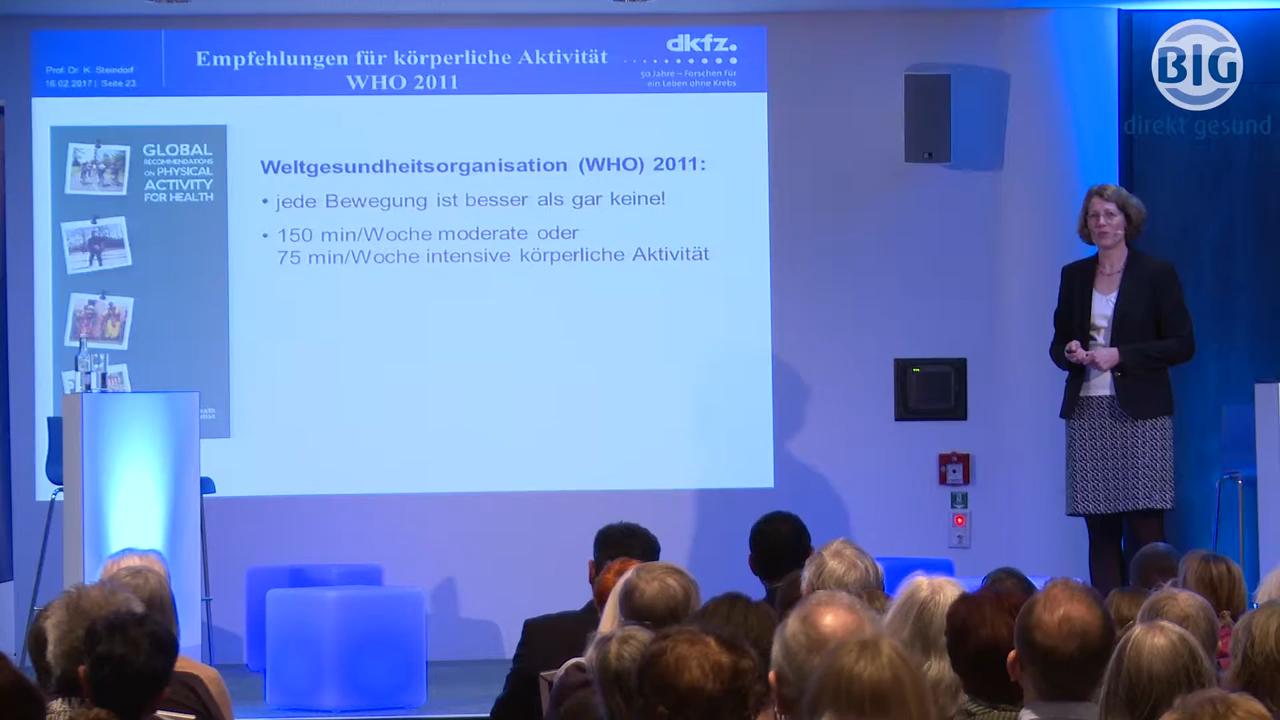 Prof. Dr. K. Steindorf
16.02.2017 | Seite 23
Empfehlungen für körperliche Aktivität
WHO 2011
dkfz.
50 Jahre – Forschen für
ein Leben ohne Krebs
GLOBAL
RECOMMENDATIONS
ON PHYSICAL
ACTIVITY
FOR HEALTH
Weltgesundheitsorganisation (WHO) 2011:
• jede Bewegung ist besser als gar keine!
• 150 min/Woche moderate oder
75 min/Woche intensive körperliche Aktivität
BIG
direkt gesund